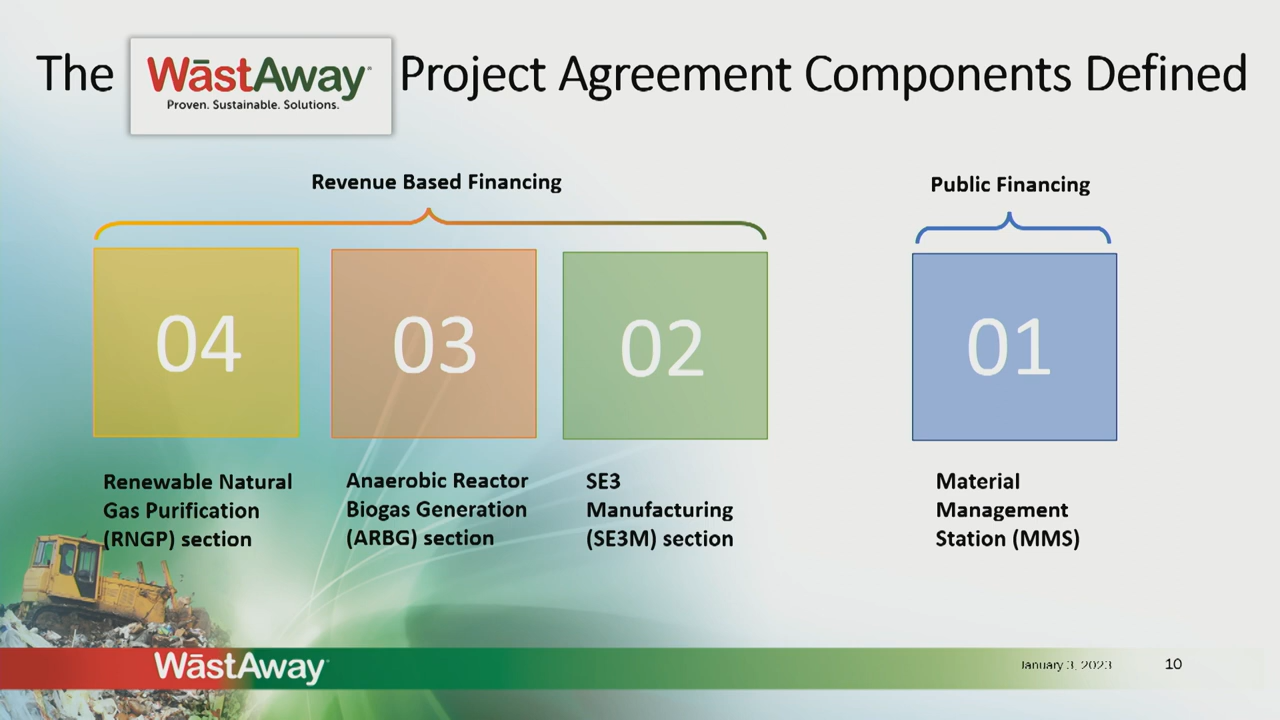 The WāstAway Project Agreement Components Defined
Proven. Sustainable. Solutions.
Revenue Based Financing
Public Financing
04
03
02
01
Renewable Natural
Gas Purification
(RNGP) section
Anaerobic Reactor
Biogas Generation
(ARBG) section
SE3
Manufacturing
(SE3M) section
Material
Management
Station (MMS)
WāstAway
January 3, 2023
10